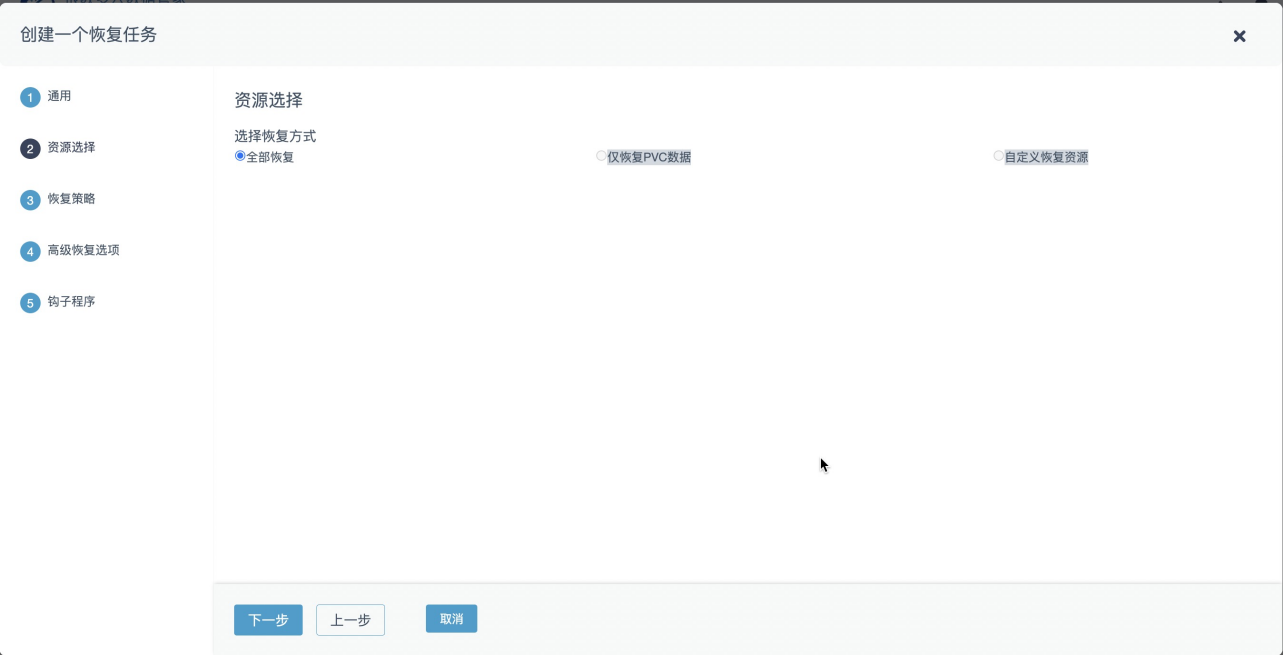 创建一个恢复任务
1 通用
2 资源选择
3 恢复策略
4 高级恢复选项
5 钩子程序
资源选择
选择恢复方式
全部恢复 仅恢复PVC数据 自定义恢复资源
下一步 上一步 取消